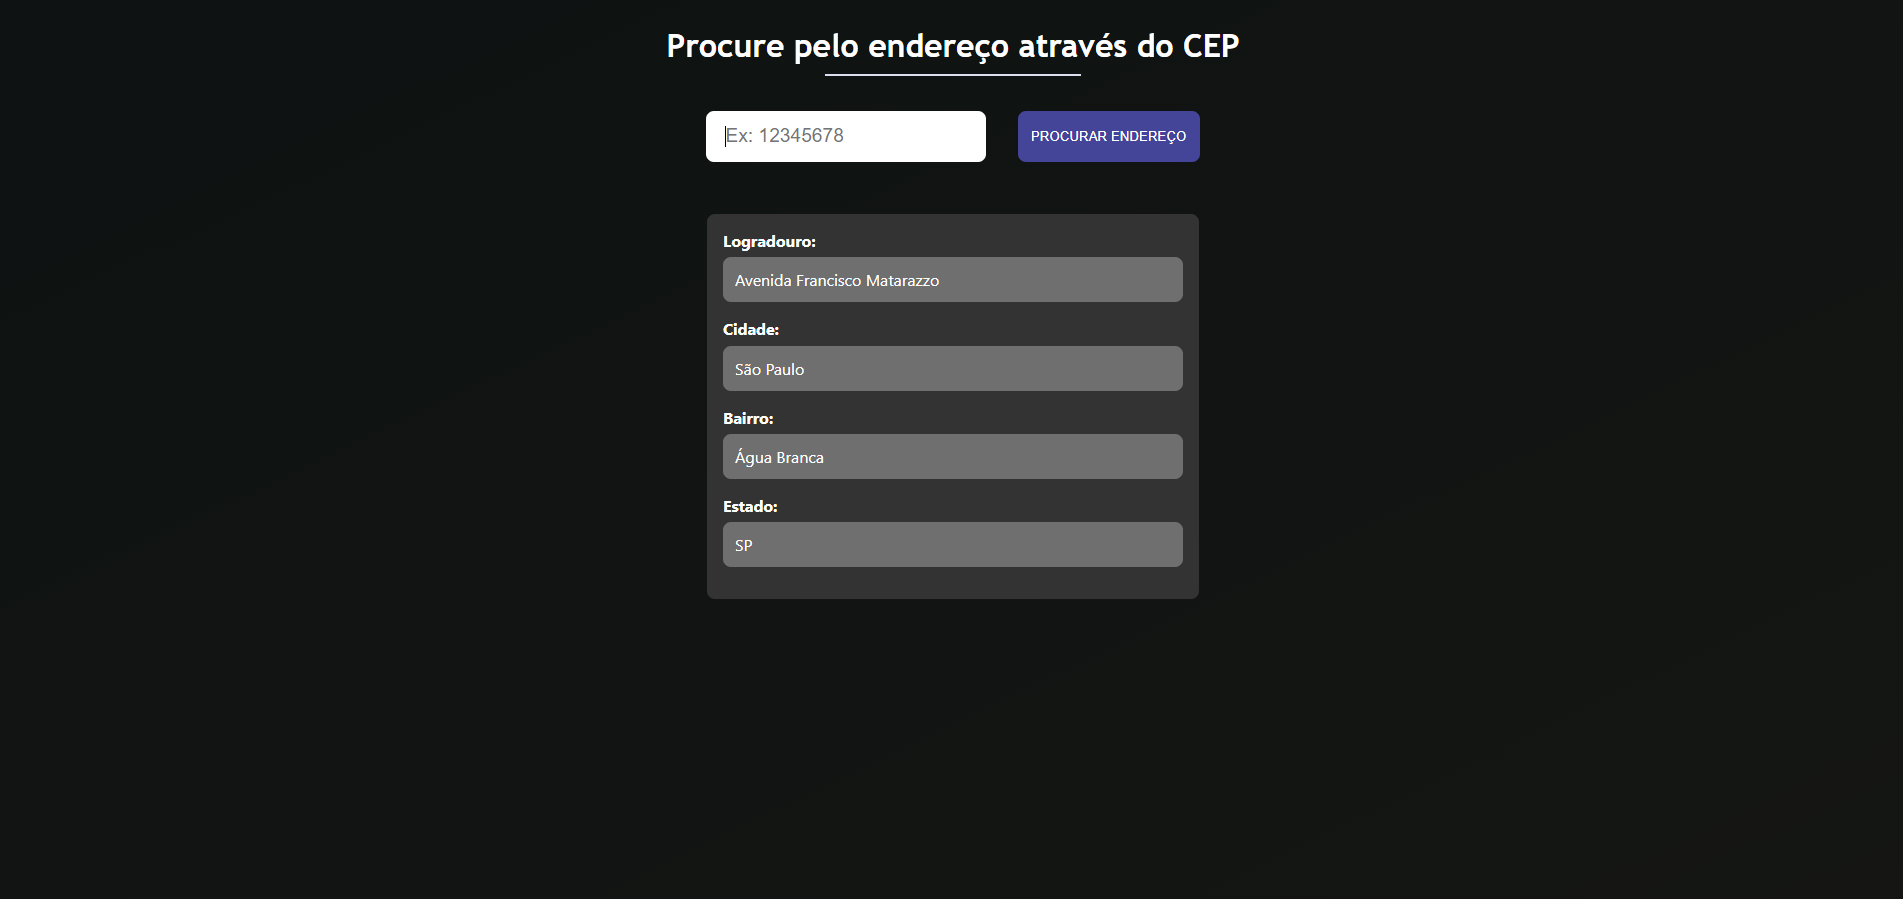 Procure pelo endereço através do CEP
Ex: 12345678
PROCURAR ENDEREÇO
Logradouro:
Avenida Francisco Matarazzo
Cidade:
São Paulo
Bairro:
Água Branca
Estado:
SP